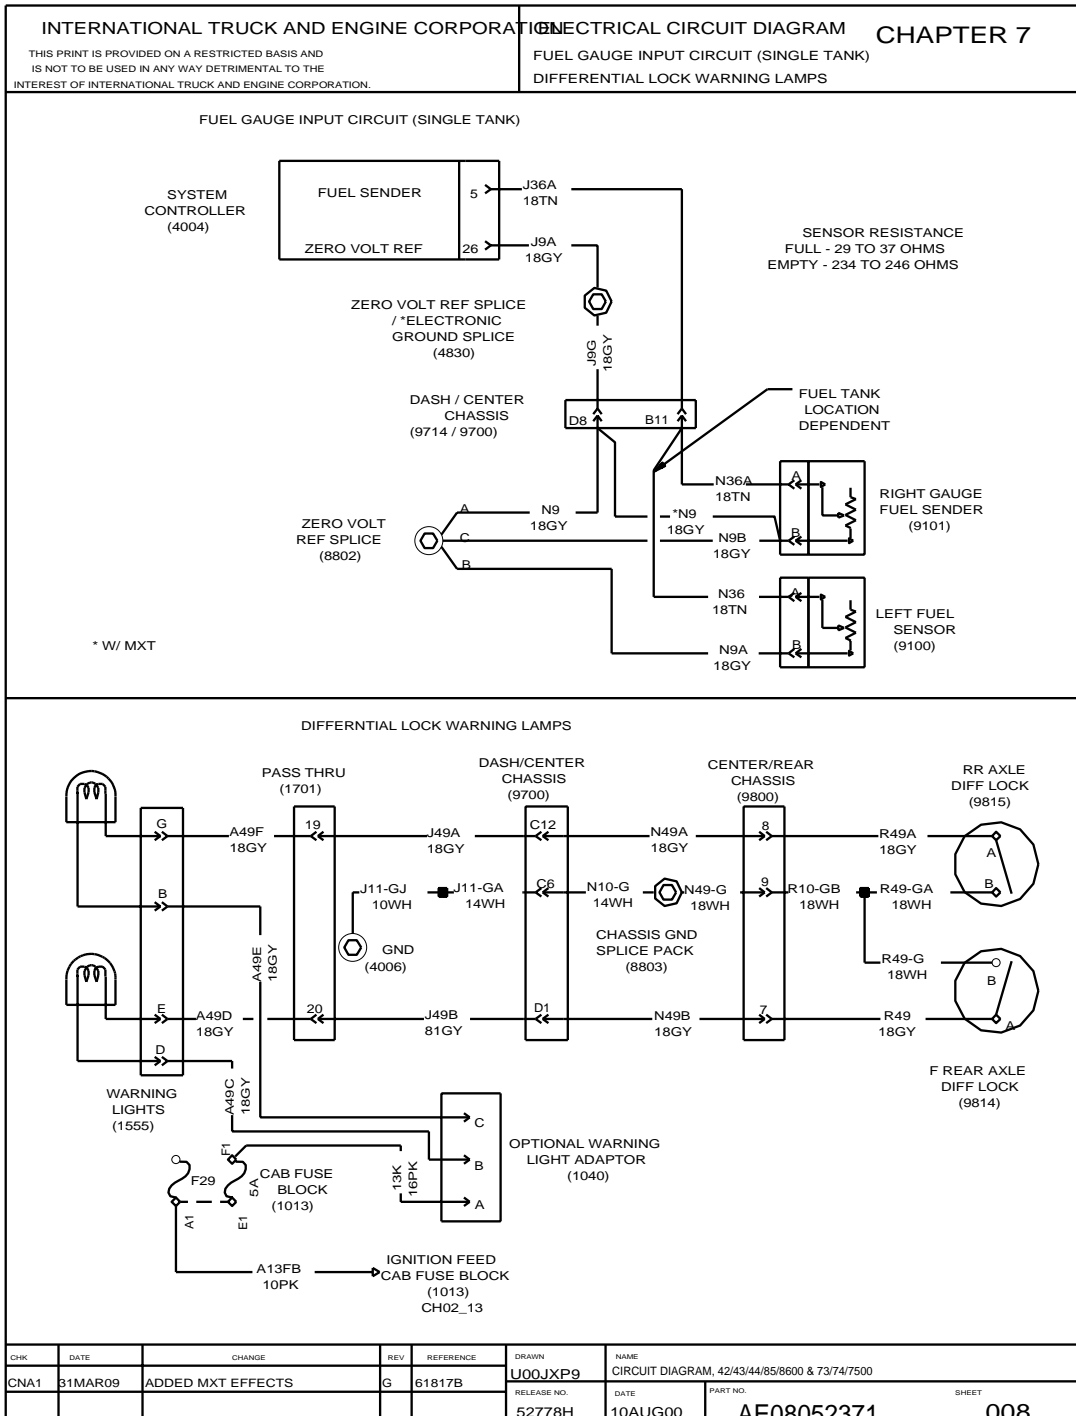 INTERNATIONAL TRUCK AND ENGINE CORPORATION
THIS PRINT IS PROVIDED ON A RESTRICTED BASIS AND
IS NOT TO BE USED IN ANY WAY DETRIMENTAL TO THE
INTEREST OF INTERNATIONAL TRUCK AND ENGINE CORPORATION.
ELECTRICAL CIRCUIT DIAGRAM
FUEL GAUGE INPUT CIRCUIT (SINGLE TANK)
DIFFERENTIAL LOCK WARNING LAMPS
CHAPTER 7
FUEL GAUGE INPUT CIRCUIT (SINGLE TANK)
SYSTEM
CONTROLLER
(4004)
FUEL SENDER
5
J36A
18TN
ZERO VOLT REF
26
J9A
18GY
SENSOR RESISTANCE
FULL - 29 TO 37 OHMS
EMPTY - 234 TO 246 OHMS
ZERO VOLT REF SPLICE
/ *ELECTRONIC
GROUND SPLICE
(4830)
J9G
18GY
DASH / CENTER
CHASSIS
(9714 / 9700)
D8
B11
FUEL TANK
LOCATION
DEPENDENT
N36A
18TN
A
B
RIGHT GAUGE
FUEL SENDER
(9101)
ZERO VOLT
REF SPLICE
(8802)
A
C
B
N9
18GY
*N9
18GY
N9B
18GY
N36
18TN
A
B
LEFT FUEL
SENSOR
(9100)
N9A
18GY
* W/ MXT
DIFFERNTIAL LOCK WARNING LAMPS
PASS THRU
(1701)
DASH/CENTER
CHASSIS
(9700)
CENTER/REAR
CHASSIS
(9800)
RR AXLE
DIFF LOCK
(9815)
G
A49F
18GY
19
J49A
18GY
C12
N49A
18GY
8
R49A
18GY
A
B
B
J11-GJ
10WH
J11-GA
14WH
C6
N10-G
14WH
N49-G
18WH
9
R10-GB
18WH
R49-GA
18WH
A49E
18GY
GND
(4006)
CHASSIS GND
SPLICE PACK
(8803)
R49-G
18WH
B
A
E
A49D
18GY
20
J49B
81GY
D1
N49B
18GY
7
R49
18GY
D
A49C
18GY
WARNING
LIGHTS
(1555)
F REAR AXLE
DIFF LOCK
(9814)
C
B
A
OPTIONAL WARNING
LIGHT ADAPTOR
(1040)
F1
F29
5A
CAB FUSE
BLOCK
(1013)
13K
16PK
A1
E1
A13FB
10PK
IGNITION FEED
CAB FUSE BLOCK
(1013)
CH02_13
CHK
DATE
CHANGE
REV
REFERENCE
CNA1
31MAR09
ADDED MXT EFFECTS
G
61817B
DRAWN
U00JXP9
NAME
CIRCUIT DIAGRAM, 42/43/44/85/8600 & 73/74/7500
RELEASE NO.
52778H
DATE
10AUG00
PART NO.
AE08052371
SHEET
008